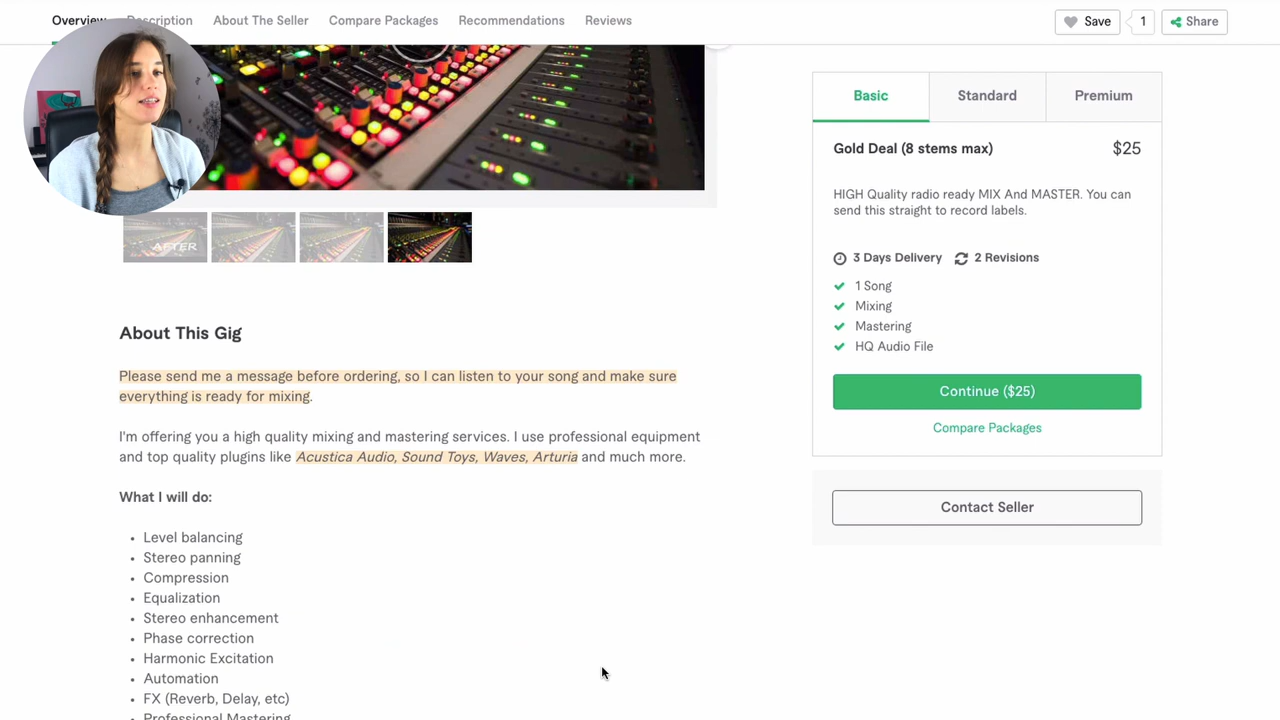 Overview Description About The Seller Compare Packages Recommendations Reviews
Save 1 Share
AFTER
Basic Standard Premium
Gold Deal (8 stems max) $25
HIGH Quality radio ready MIX And MASTER. You can
send this straight to record labels.
3 Days Delivery 2 Revisions
1 Song
Mixing
Mastering
HQ Audio File
Continue ($25)
Compare Packages
Contact Seller
About This Gig
Please send me a message before ordering, so I can listen to your song and make sure
everything is ready for mixing.
I'm offering you a high quality mixing and mastering services. I use professional equipment
and top quality plugins like Acustica Audio, Sound Toys, Waves, Arturia and much more.
What I will do:
• Level balancing
• Stereo panning
• Compression
• Equalization
• Stereo enhancement
• Phase correction
• Harmonic Excitation
• Automation
• FX (Reverb, Delay, etc)
• Professional Mastering